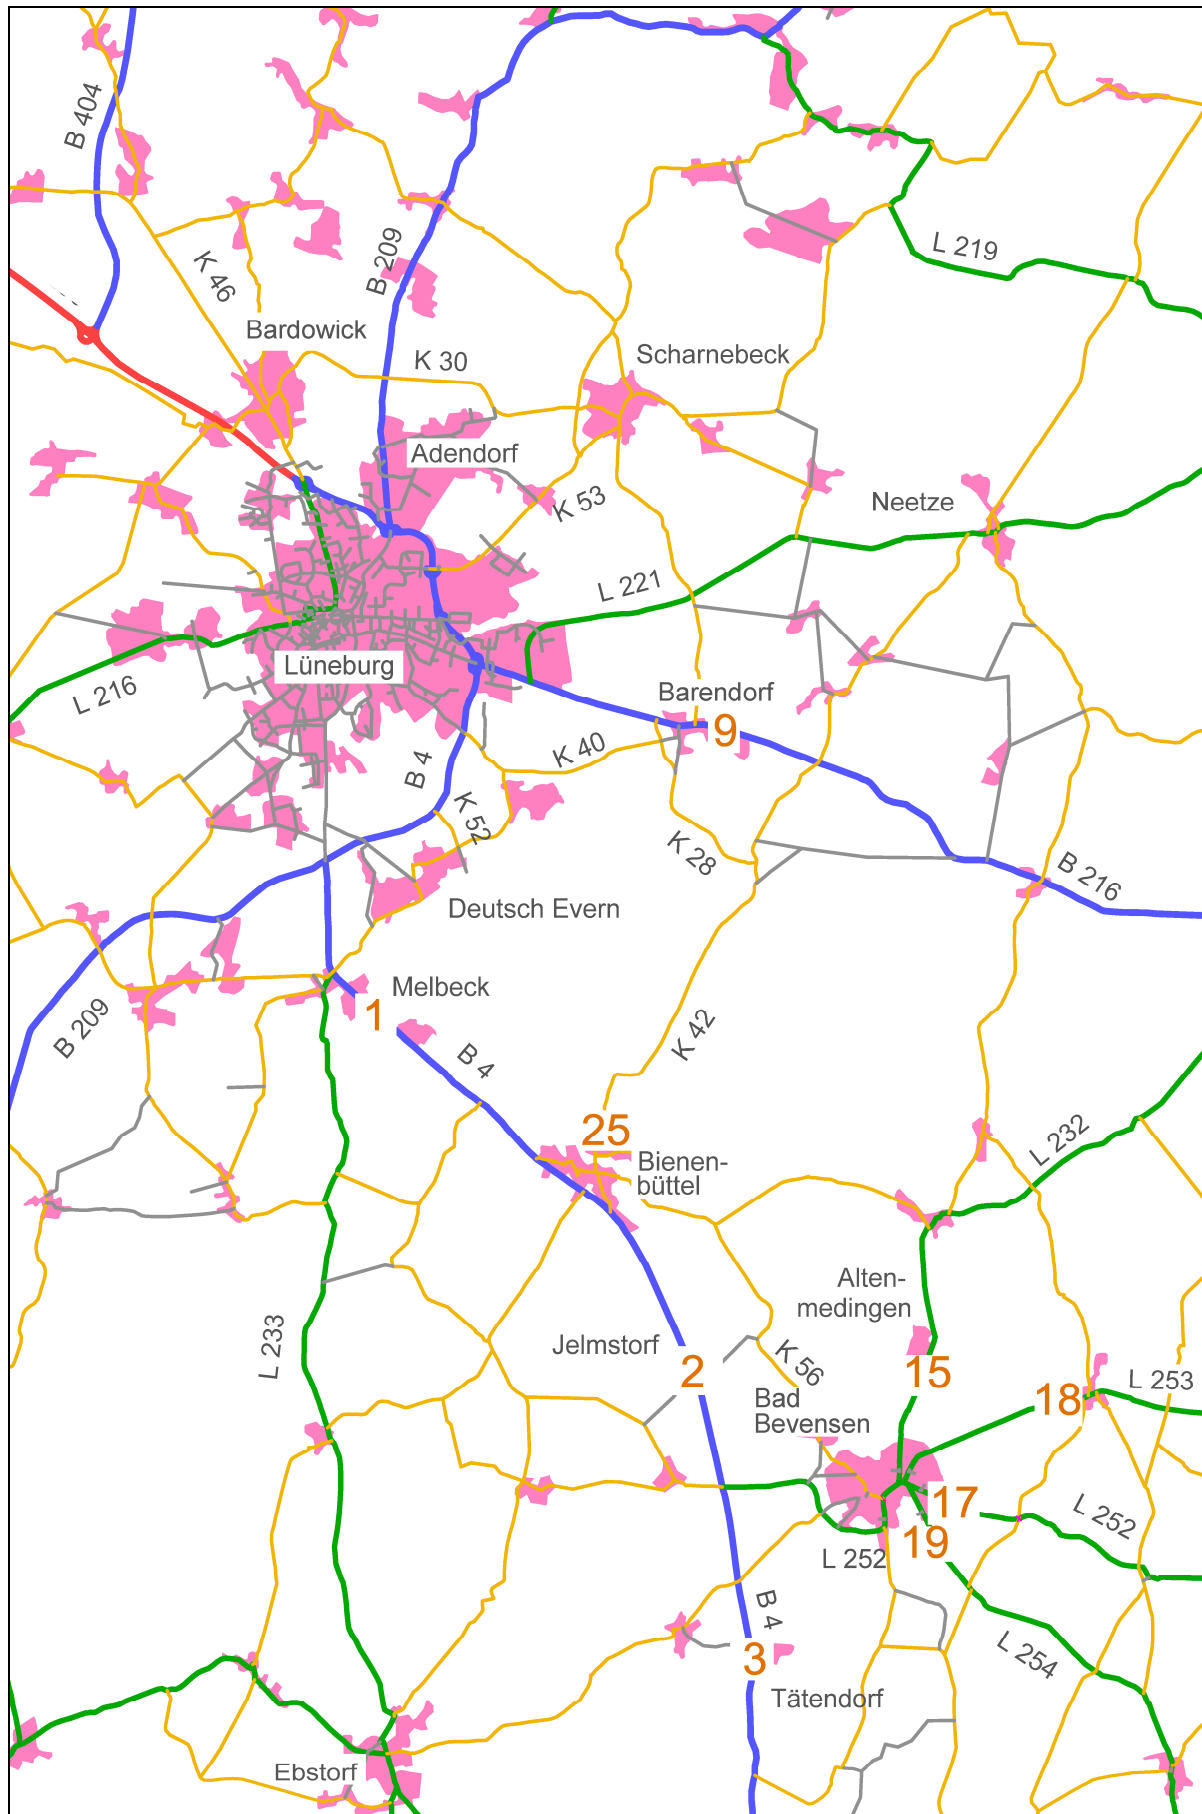 B 404
K 46
B 209
L 219
Bardowick
K 30
Scharnebeck
Adendorf
K 53
Neetze
L 221
Lüneburg
L 216
Barendorf
9
K 40
B 4
K 52
K 28
B 216
Deutsch Evern
Melbeck
1
B 209
B 4
K 42
25
Bienen-
büttel
L 232
Alten-
medingen
L 233
Jelmstorf
2
K 56
15
18
L 253
Bad
Bevensen
17
L 252
19
L 252
B 4
3
L 254
Tätendorf
Ebstorf